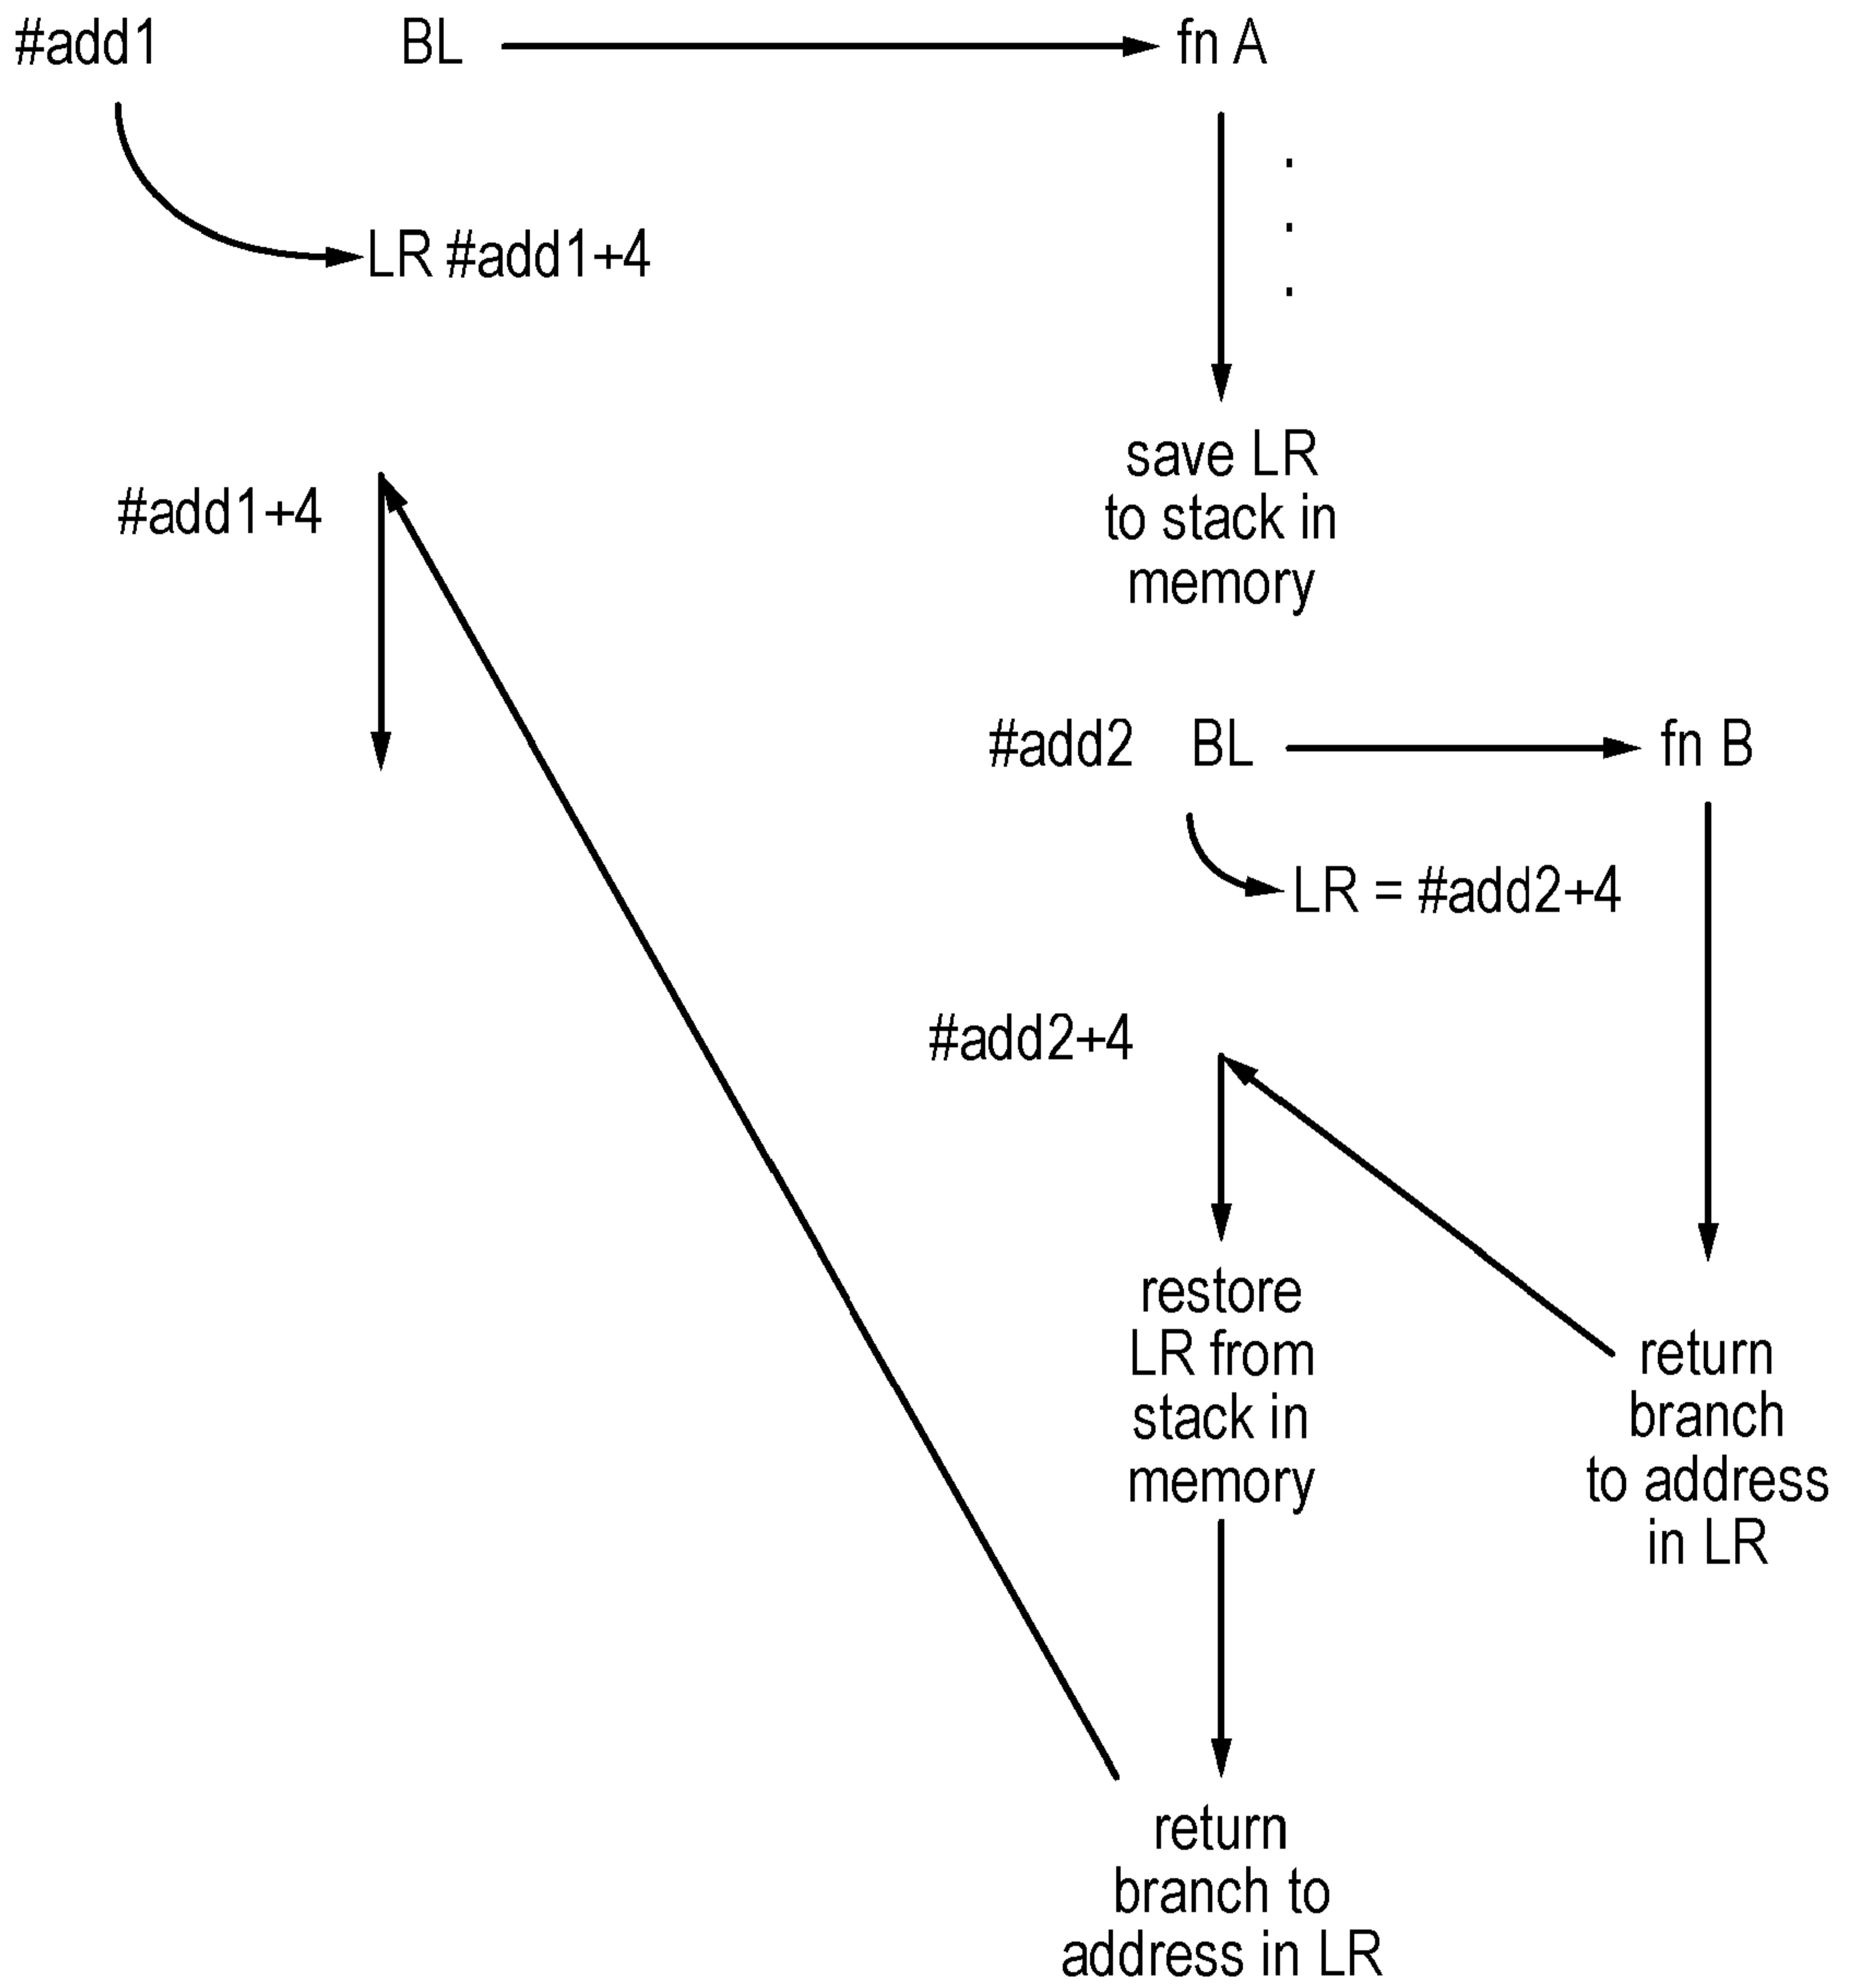 #add1 BL fn A
LR #add1+4
save LR
to stack in
memory
#add1+4
#add2 BL fn B
LR = #add2+4
#add2+4
restore
LR from
stack in
memory
return
branch
to address
in LR
return
branch to
address in LR